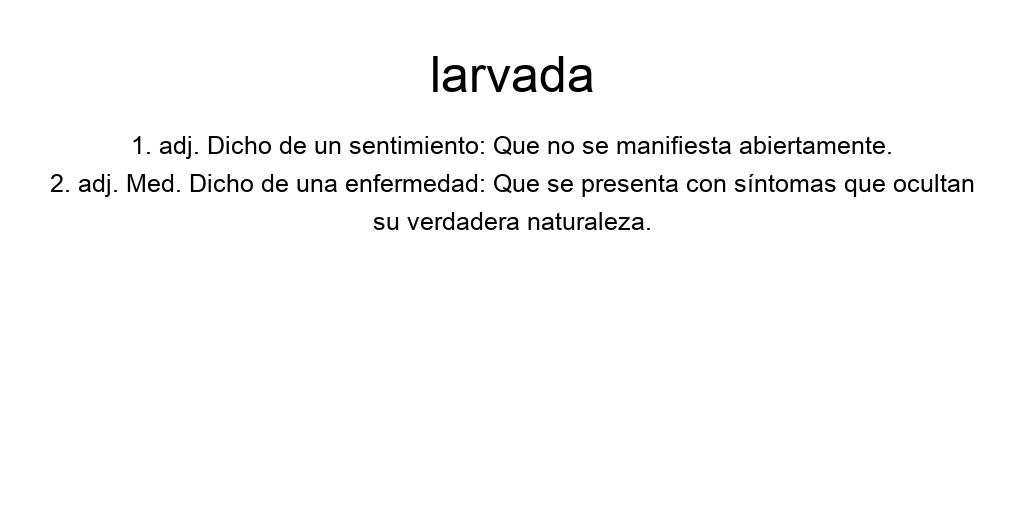 larvada
1. adj. Dicho de un sentimiento: Que no se manifiesta abiertamente.
2. adj. Med. Dicho de una enfermedad: Que se presenta con síntomas que ocultan
su verdadera naturaleza.